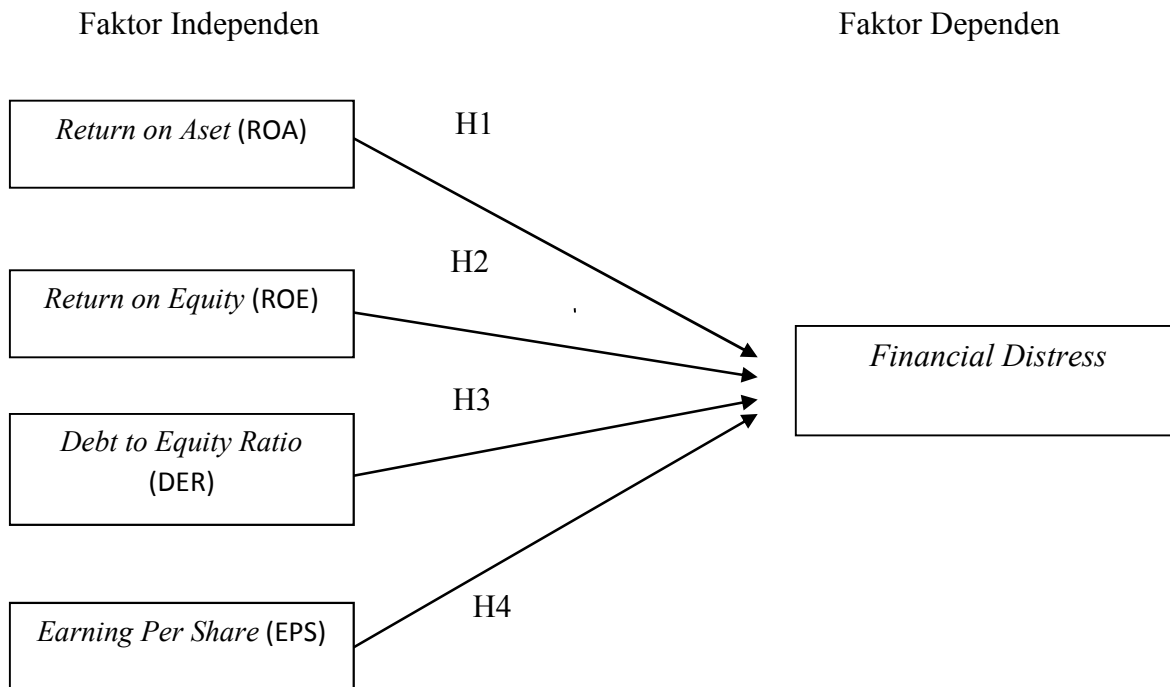 Faktor Independen
Faktor Dependen
Return on Aset (ROA)
H1
H2
Return on Equity (ROE)
Financial Distress
H3
Debt to Equity Ratio
(DER)
H4
Earning Per Share (EPS)